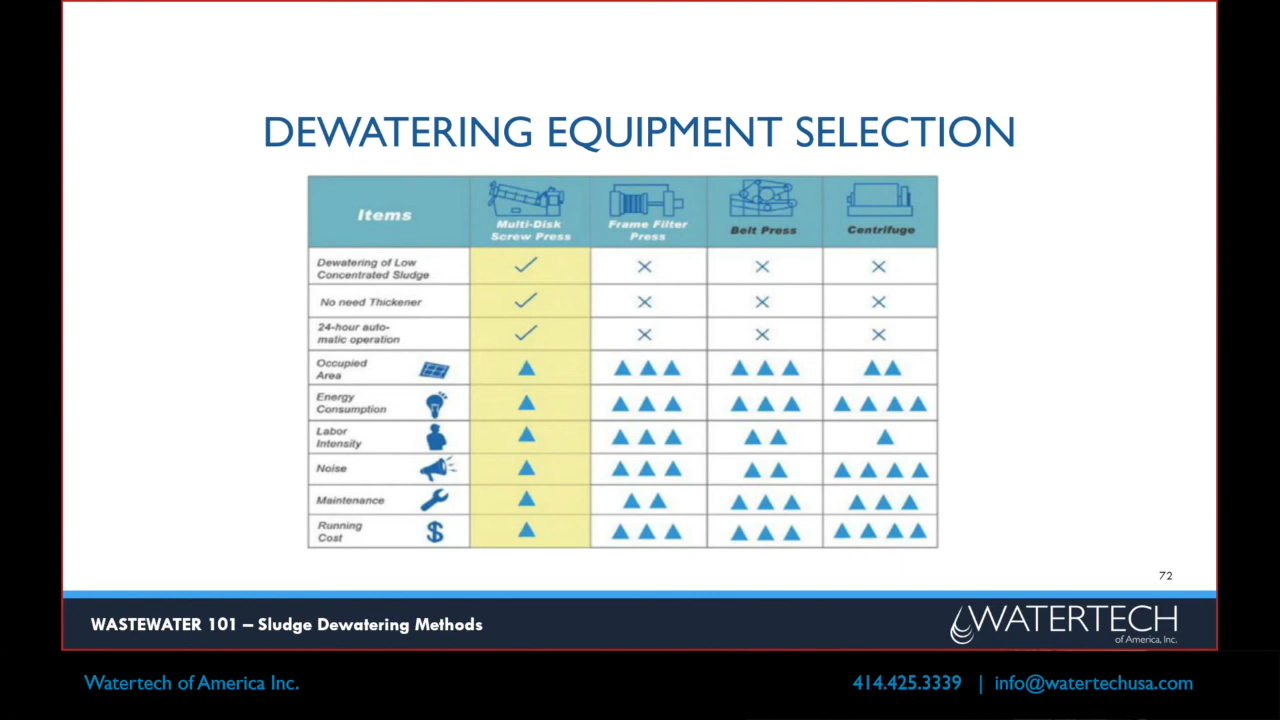 DEWATERING EQUIPMENT SELECTION
Items
Multi-Disk
Screw Press
Frame Filter
Press
Belt Press
Centrifuge
Dewatering of Low
Concentrated Sludge
No need Thickener
24-hour auto-
matic operation
Occupied
Area
Energy
Consumption
Labor
Intensity
Noise
Maintenance
Running
Cost
$
72
WASTEWATER 101 – Sludge Dewatering Methods
WATERTECH
of America, Inc.
Watertech of America Inc.
414.425.3339 | info@watertechusa.com